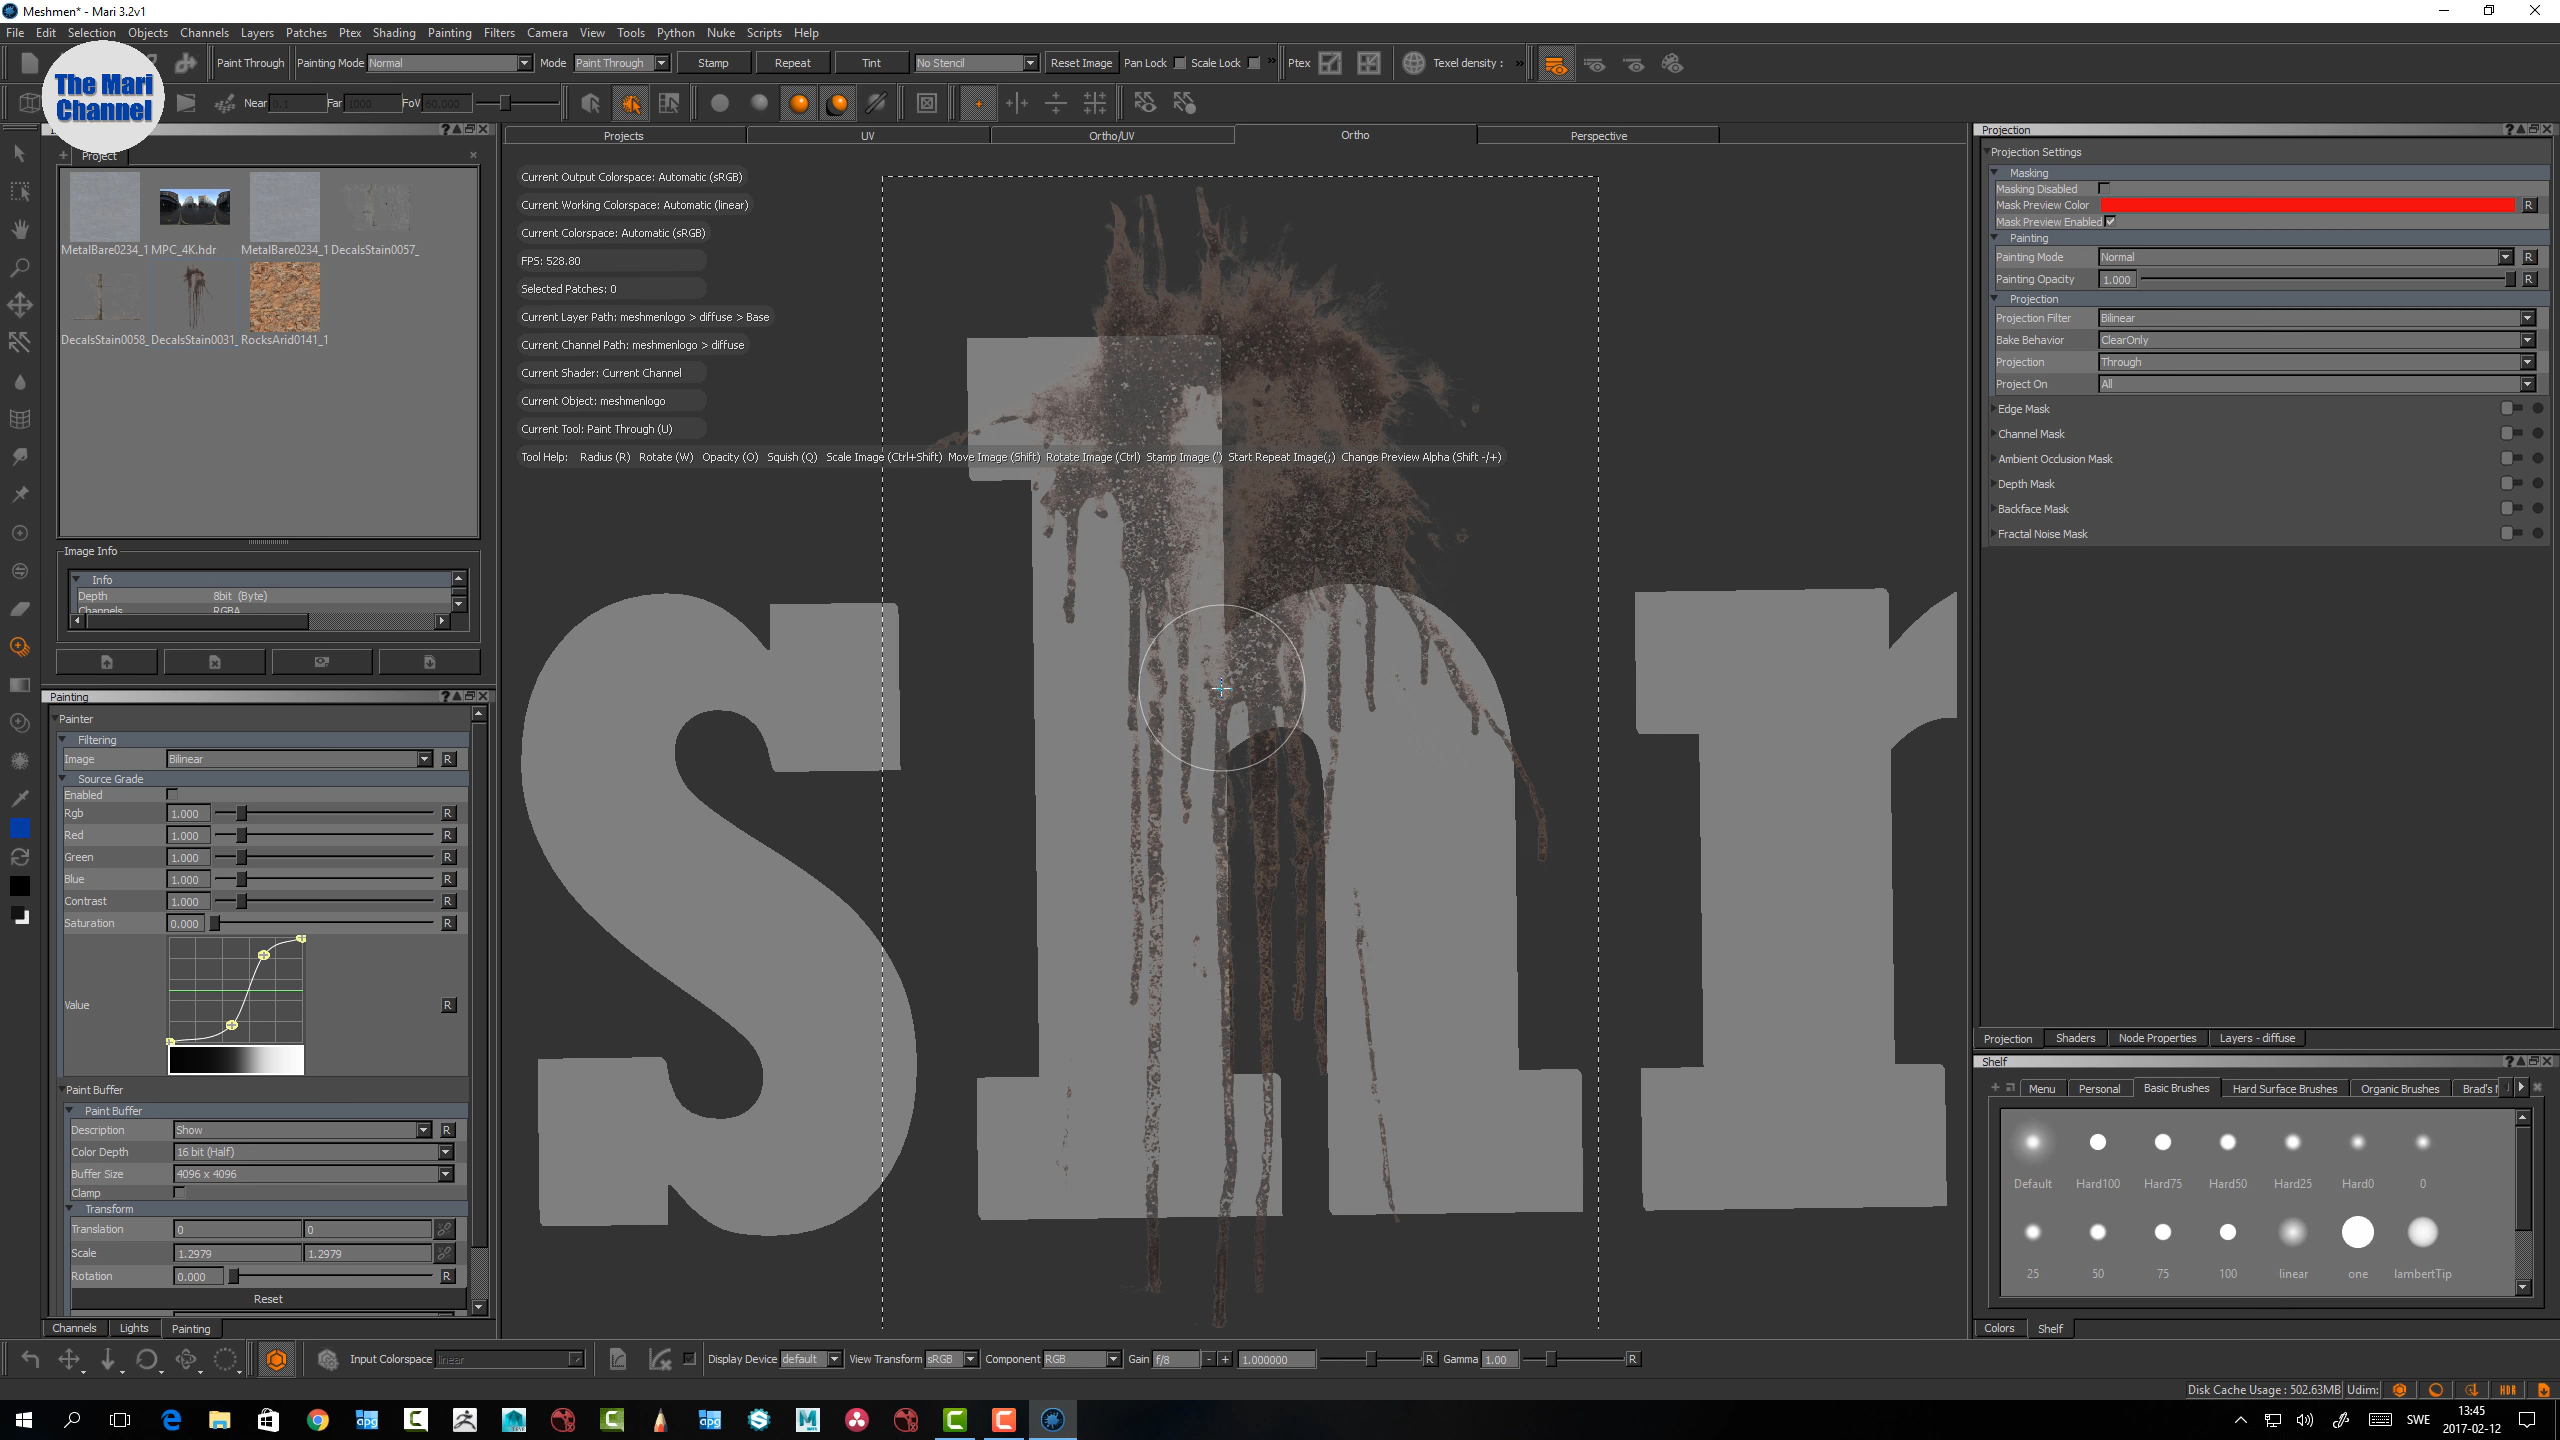 Meshmen* - Mari 3.2v1
File Edit Selection Objects Channels Layers Patches Ptex Shading Painting Filters Camera View Tools Python Nuke Scripts Help
The Mari
Channel
Paint Through Painting Mode Normal Mode Paint Through Stamp Repeat Tint No Stencil Reset Image Pan Lock Scale Lock » Ptex Texel density : »
Near 0.1 Far 1000 FoV 60.000
Projects UV Ortho/UV Ortho Perspective
Project
MetalBare0234_1 MPC_4K.hdr MetalBare0234_1 DecalsStain0057_
DecalsStain0058_ DecalsStain0031_ RocksArid0141_1
Image Info
Info
Depth 8bit (Byte)
Channels RGBA
Painting
Painter
Filtering
Image Bilinear R
Source Grade
Enabled
Rgb 1.000 R
Red 1.000 R
Green 1.000 R
Blue 1.000 R
Contrast 1.000 R
Saturation 0.000 R
Value R
Paint Buffer
Paint Buffer
Description Show R
Color Depth 16 bit (Half)
Buffer Size 4096 x 4096
Clamp
Transform
Translation 0 0
Scale 1.2979 1.2979
Rotation 0.000 R
Reset
Channels Lights Painting
Current Output Colorspace: Automatic (sRGB)
Current Working Colorspace: Automatic (linear)
Current Colorspace: Automatic (sRGB)
FPS: 528.80
Selected Patches: 0
Current Layer Path: meshmenlogo > diffuse > Base
Current Channel Path: meshmenlogo > diffuse
Current Shader: Current Channel
Current Object: meshmenlogo
Current Tool: Paint Through (U)
Tool Help: Radius (R) Rotate (W) Opacity (O) Squish (Q) Scale Image (Ctrl+Shift) Move Image (Shift) Rotate Image (Ctrl) Stamp Image (') Start Repeat Image(;) Change Preview Alpha (Shift -/+)
Projection
Projection Settings
Masking
Masking Disabled
Mask Preview Color R
Mask Preview Enabled
Painting
Painting Mode Normal R
Painting Opacity 1.000 R
Projection
Projection Filter Bilinear
Bake Behavior ClearOnly
Projection Through
Project On All
Edge Mask
Channel Mask
Ambient Occlusion Mask
Depth Mask
Backface Mask
Fractal Noise Mask
Projection Shaders Node Properties Layers - diffuse
Shelf
Menu Personal Basic Brushes Hard Surface Brushes Organic Brushes Brad's
Default Hard100 Hard75 Hard50 Hard25 Hard0 0
25 50 75 100 linear one lambertTip
Colors Shelf
Input Colorspace linear Display Device default View Transform sRGB Component RGB Gain f/8 - + 1.000000 R Gamma 1.00 R
Disk Cache Usage : 502.63MB Udim: HDR
SWE
13:45
2017-02-12